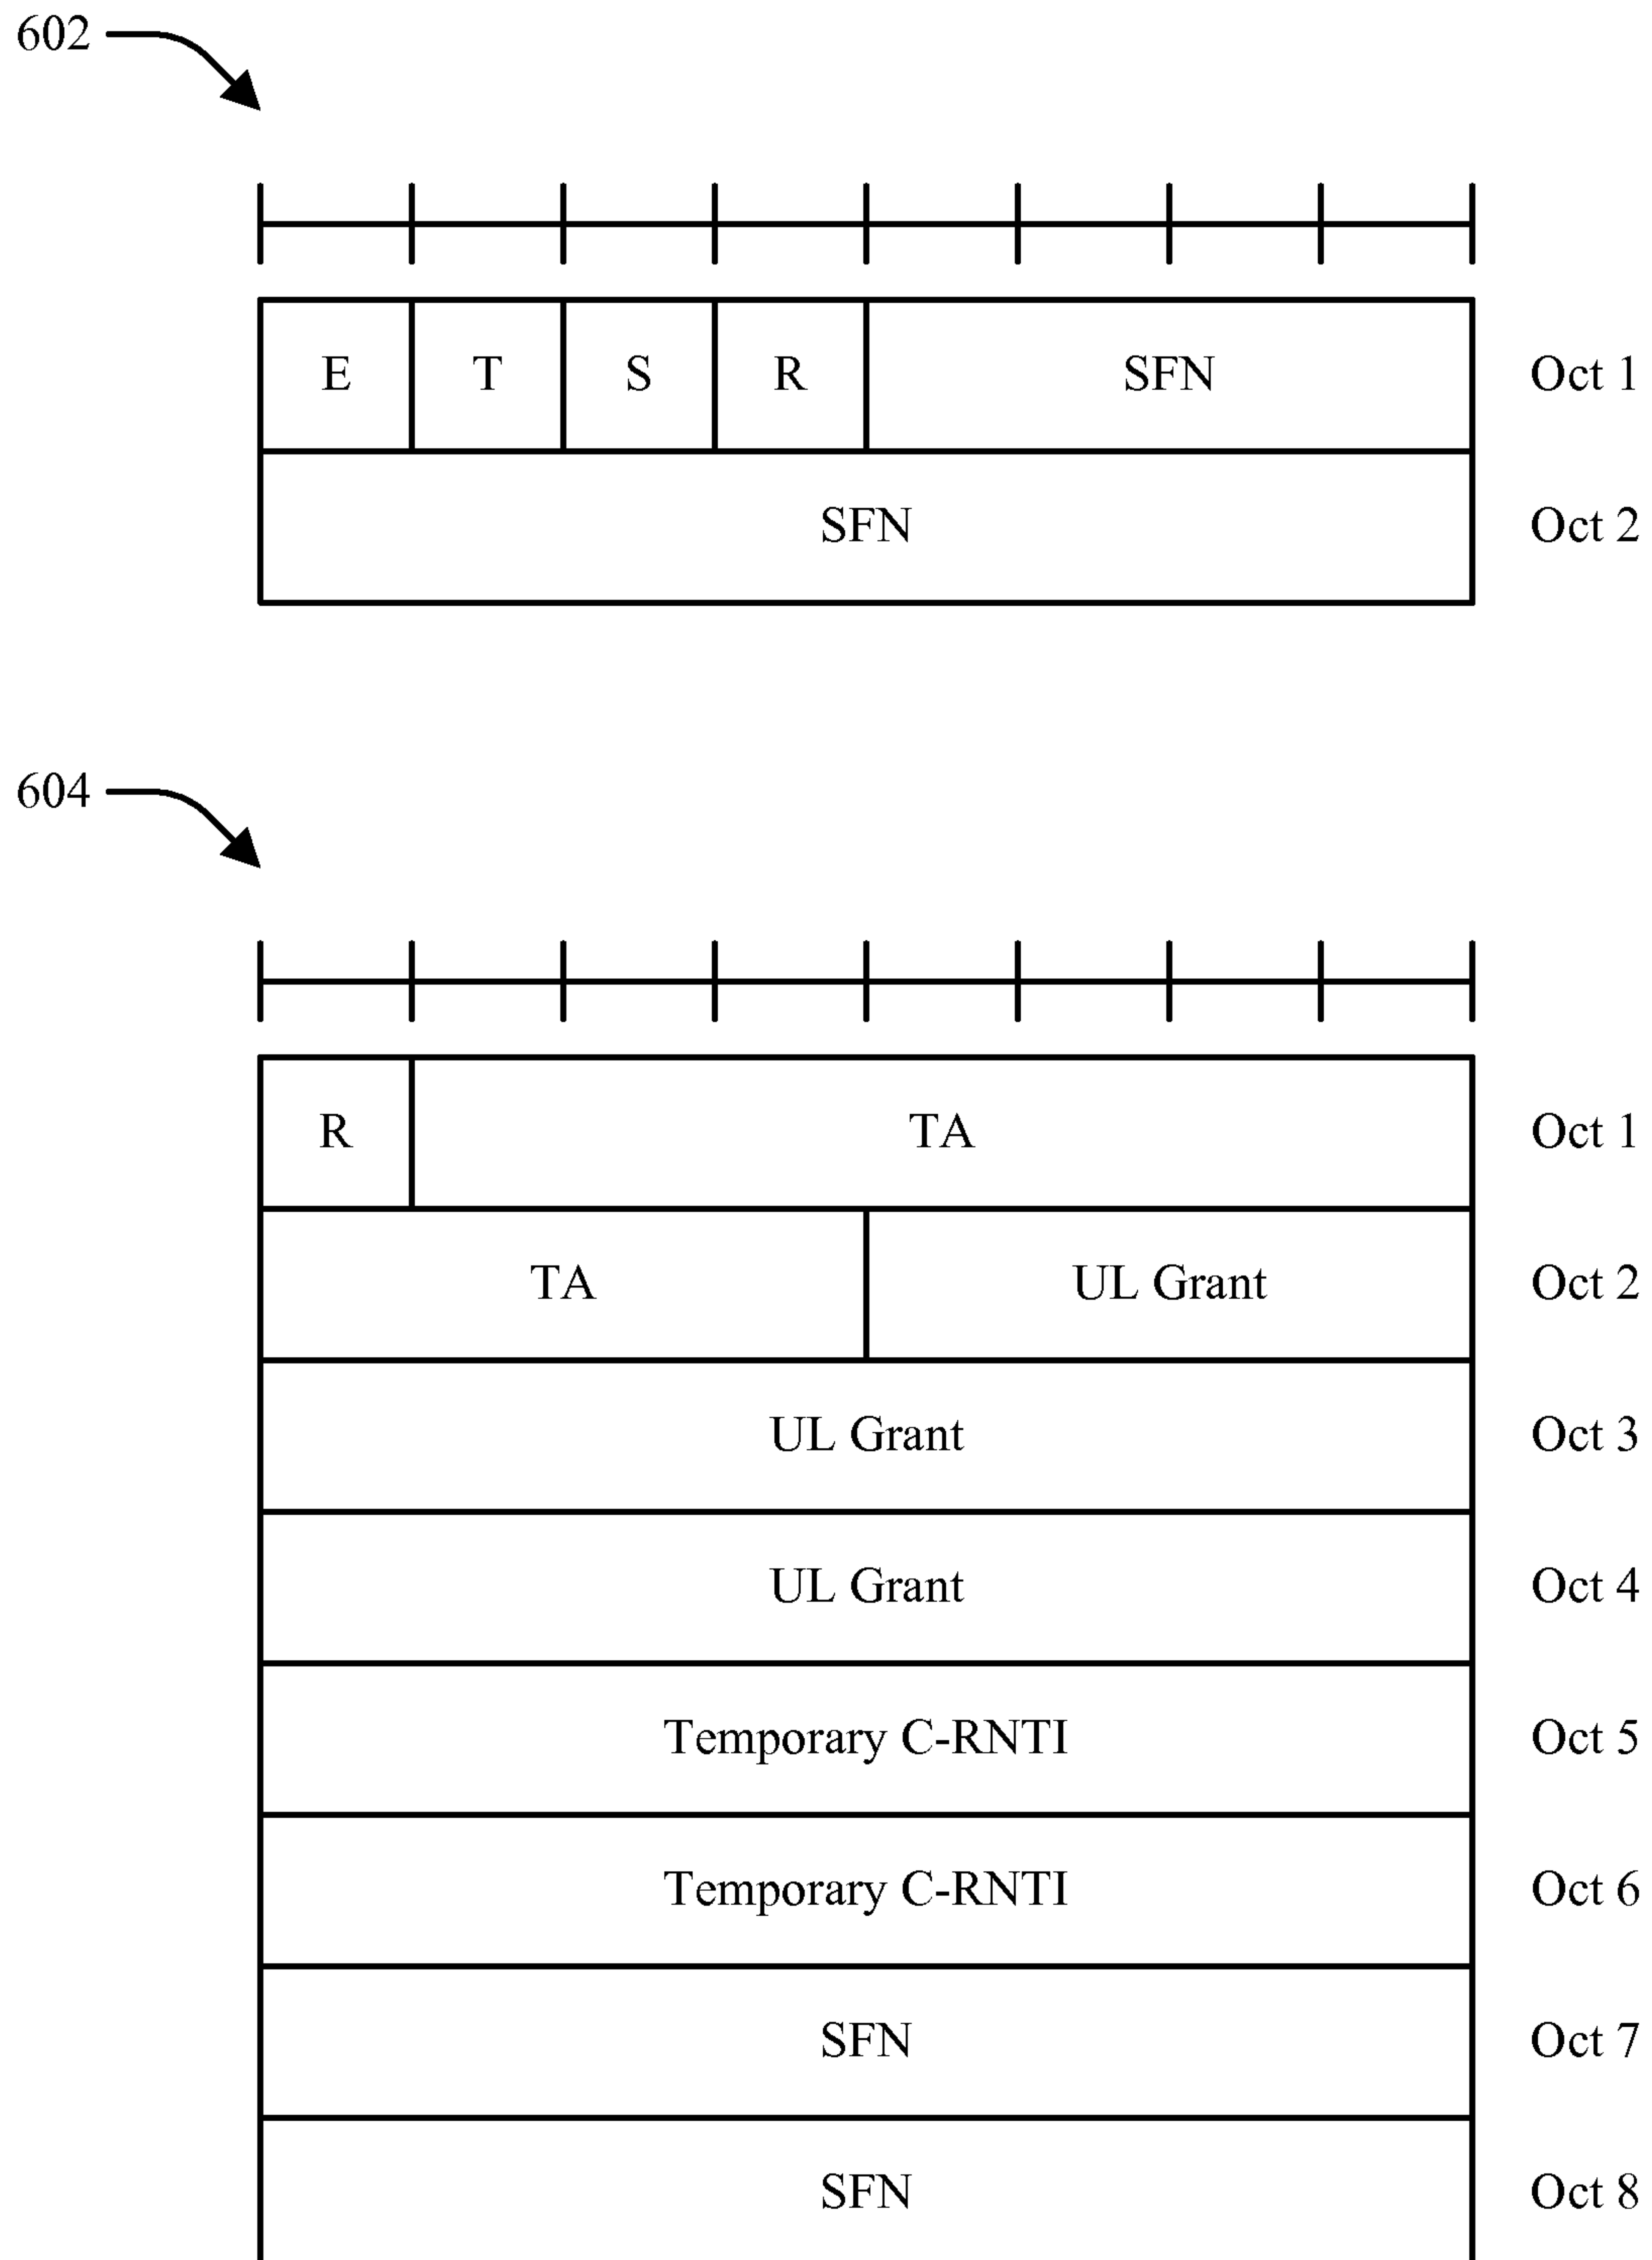 602
E T S R SFN Oct 1
SFN Oct 2
604
R TA Oct 1
TA UL Grant Oct 2
UL Grant Oct 3
UL Grant Oct 4
Temporary C-RNTI Oct 5
Temporary C-RNTI Oct 6
SFN Oct 7
SFN Oct 8